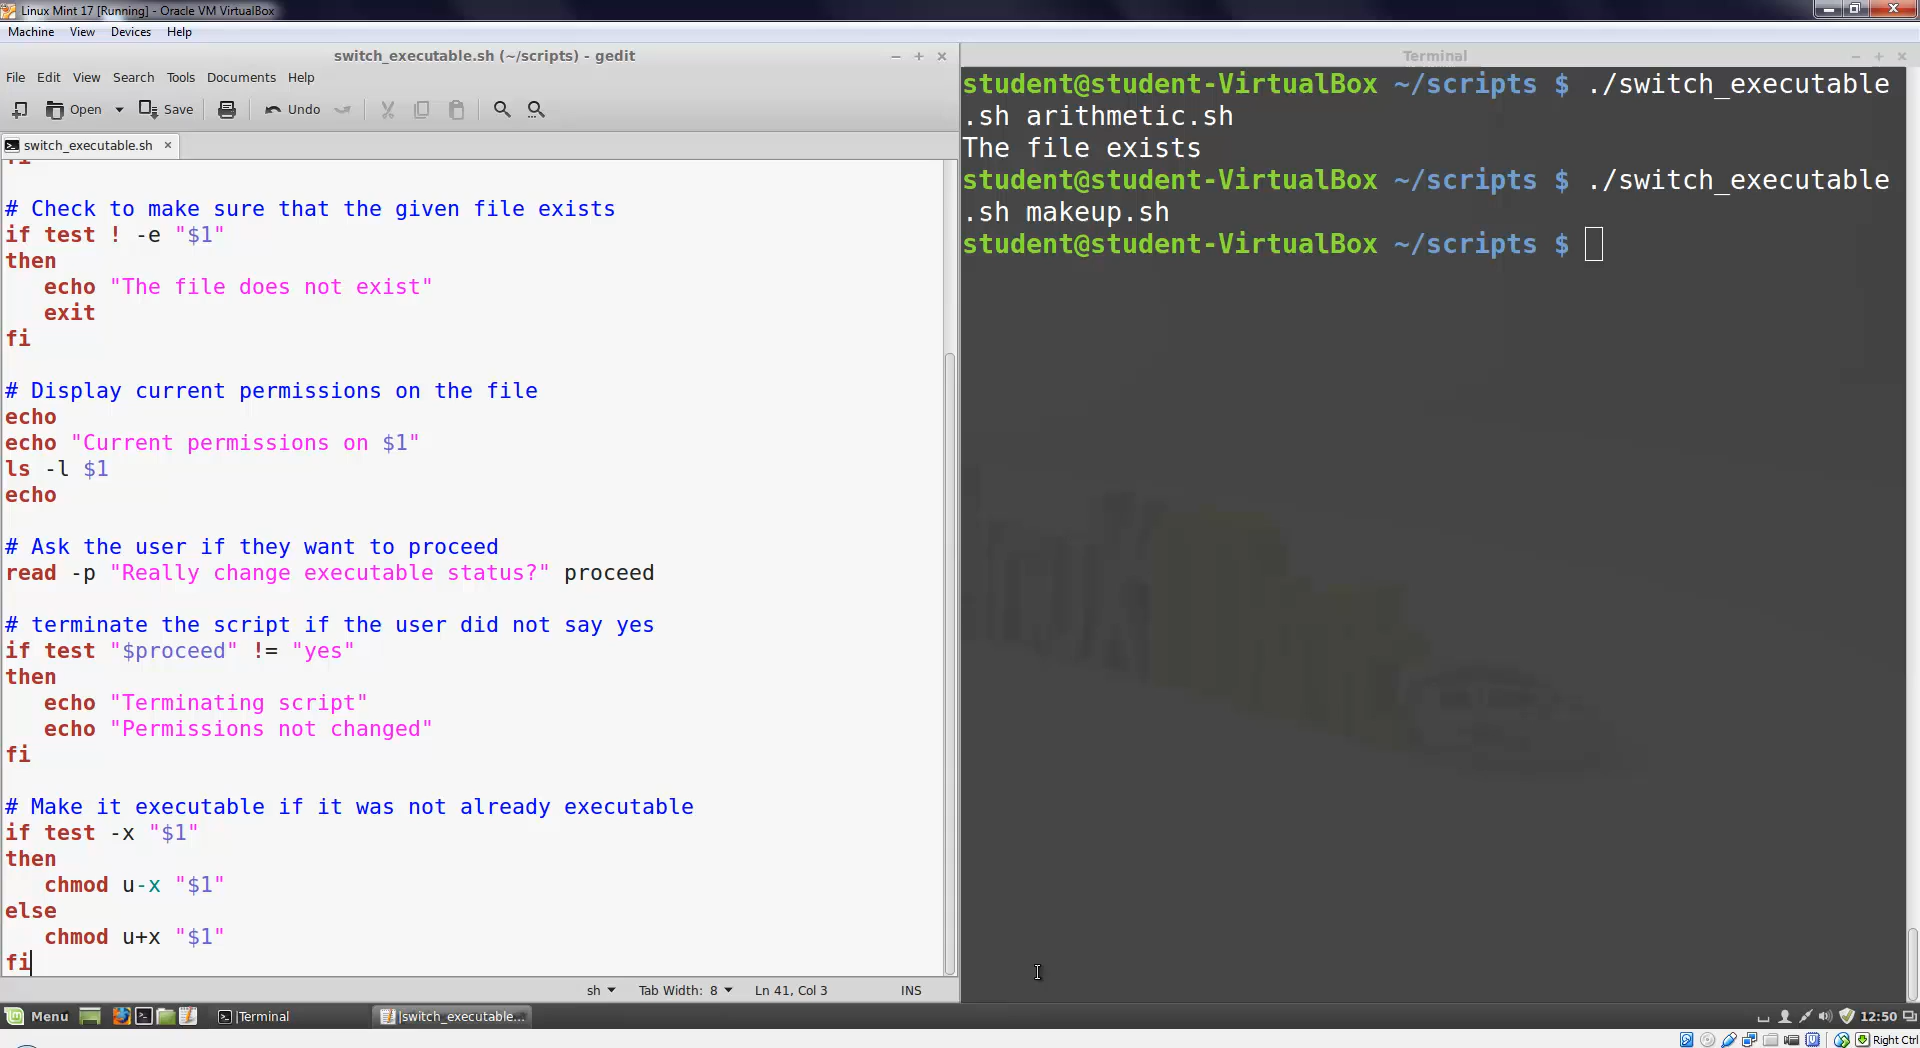 Linux Mint 17 [Running] - Oracle VM VirtualBox
Machine View Devices Help
switch_executable.sh (~/scripts) - gedit
File Edit View Search Tools Documents Help
Open Save Undo
switch_executable.sh
fi
# Check to make sure that the given file exists
if test ! -e "$1"
then
   echo "The file does not exist"
   exit
fi
# Display current permissions on the file
echo
echo "Current permissions on $1"
ls -l $1
echo
# Ask the user if they want to proceed
read -p "Really change executable status?" proceed
# terminate the script if the user did not say yes
if test "$proceed" != "yes"
then
   echo "Terminating script"
   echo "Permissions not changed"
fi
# Make it executable if it was not already executable
if test -x "$1"
then
   chmod u-x "$1"
else
   chmod u+x "$1"
fi
sh Tab Width: 8 Ln 41, Col 3 INS
Terminal
student@student-VirtualBox ~/scripts $ ./switch_executable
.sh arithmetic.sh
The file exists
student@student-VirtualBox ~/scripts $ ./switch_executable
.sh makeup.sh
student@student-VirtualBox ~/scripts $
Menu |Terminal |switch_executable... 12:50
Right Ctrl